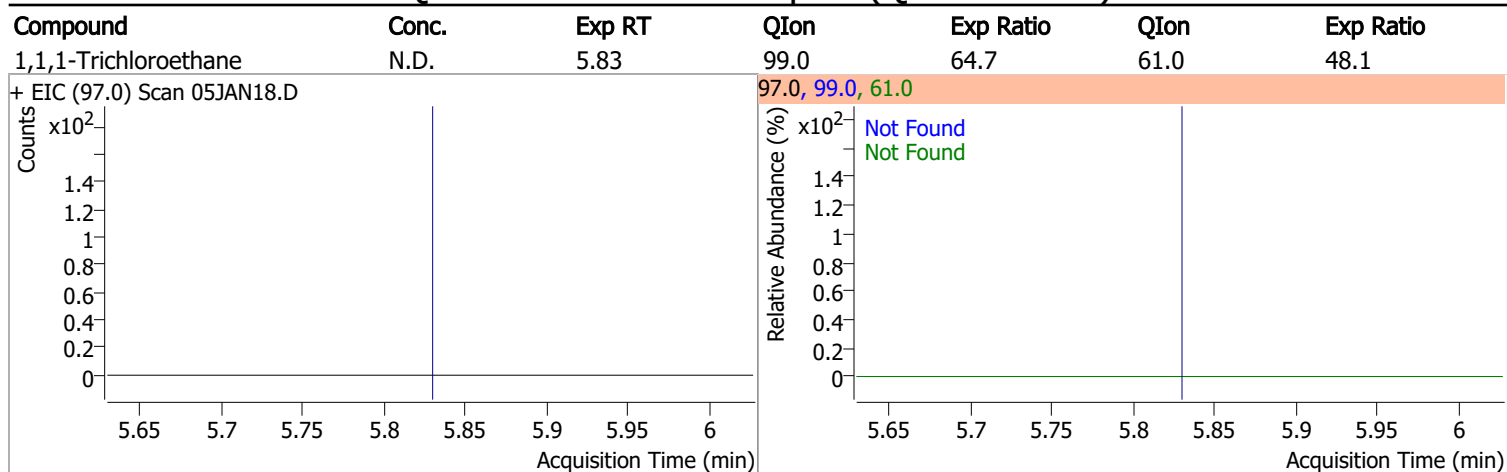 Compound Conc. Exp RT QIon Exp Ratio QIon Exp Ratio
1,1,1-Trichloroethane N.D. 5.83 99.0 64.7 61.0 48.1
+ EIC (97.0) Scan 05JAN18.D
Counts
x10²
1.4
1.2
1
0.8
0.6
0.4
0.2
0
5.65 5.7 5.75 5.8 5.85 5.9 5.95 6
Acquisition Time (min)
97.0, 99.0, 61.0
Relative Abundance (%)
x10²
Not Found
Not Found
1.4
1.2
1
0.8
0.6
0.4
0.2
0
5.65 5.7 5.75 5.8 5.85 5.9 5.95 6
Acquisition Time (min)